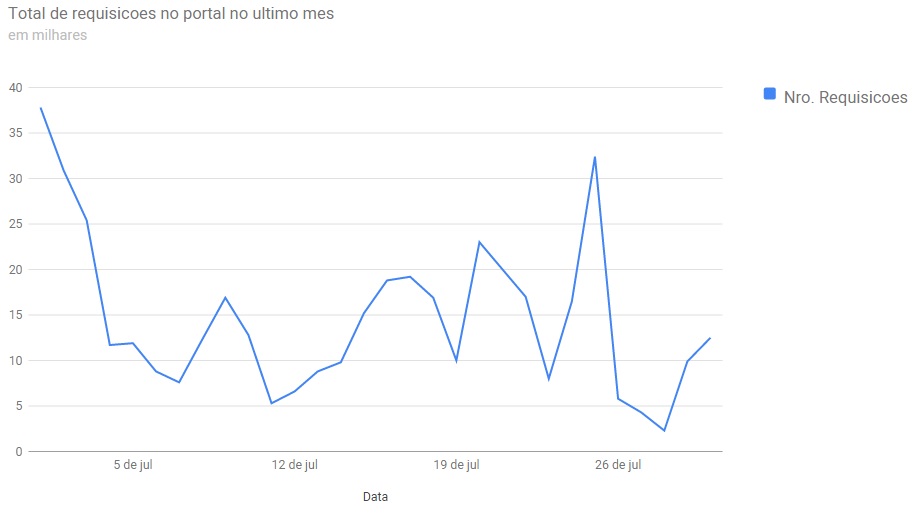 Total de requisicoes no portal no ultimo mes
em milhares
40
35
30
25
20
15
10
5
0
5 de jul
12 de jul
19 de jul
26 de jul
Data
Nro. Requisicoes